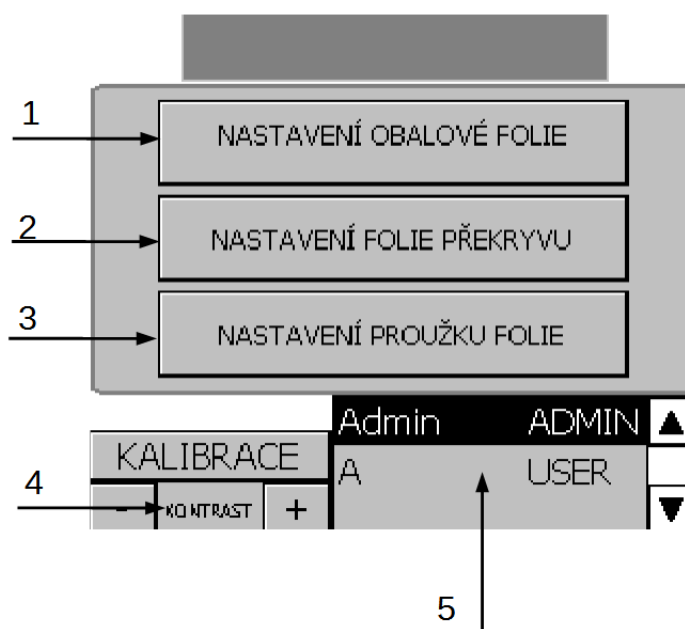 1
NASTAVENÍ OBALOVÉ FOLIE
2
NASTAVENÍ FOLIE PŘEKRYVU
3
NASTAVENÍ PROUŽKU FOLIE
Admin ADMIN ▲
KALIBRACE
A USER
4
- KONTRAST + ▼
5